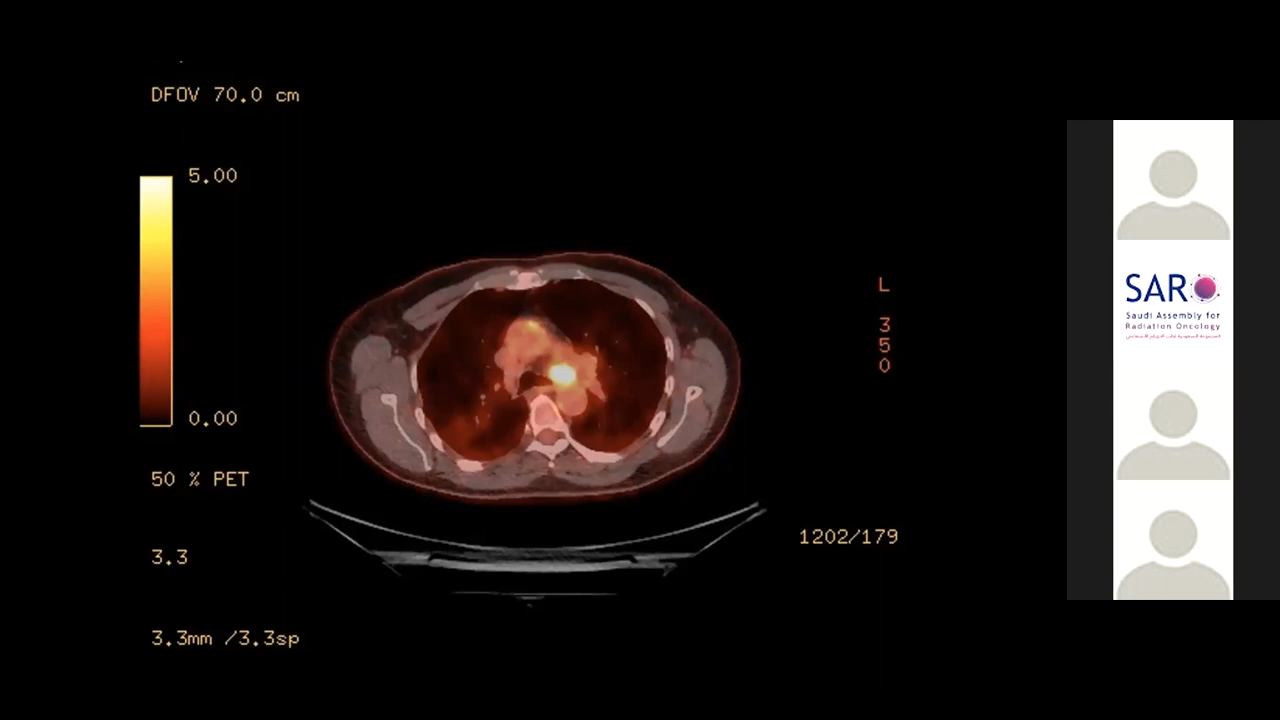 DFOV 70.0 cm
5.00
0.00
50 % PET
3.3
3.3mm /3.3sp
L
3
5
0
1202/179
SARO
Saudi Assembly for
Radiation Oncology